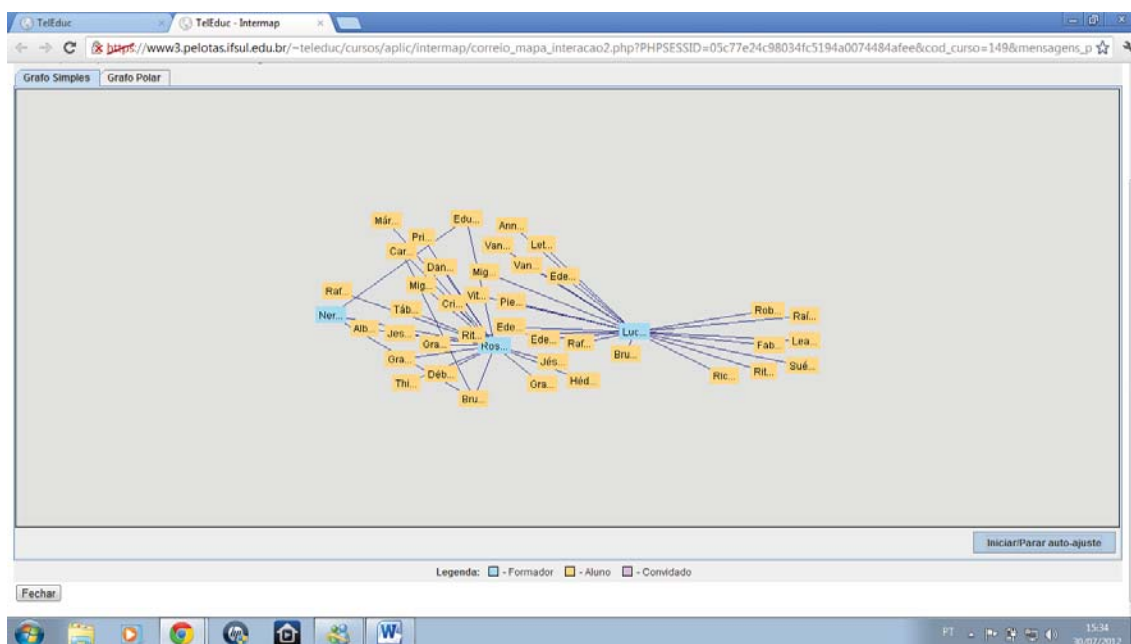 TelEduc
TelEduc - Intermap
https://www3.pelotas.ifsul.edu.br/~teleduc/cursos/aplic/intermap/correio_mapa_interacao2.php?PHPSESSID=05c77e24c98034fc5194a0074484afee&cod_curso=149&mensagens_p
Grafo Simples
Grafo Polar
Már...
Edu...
Ann...
Pri...
Car...
Van...
Let...
Dan...
Mig...
Van...
Ede...
Raf...
Mig...
Vit...
Cri...
Pie...
Ner...
Táb...
Rob...
Raí...
Alb...
Jes...
Rit...
Ede...
Luc...
Gra...
Ros...
Ede...
Raf...
Fab...
Lea...
Gra...
Jés...
Bru...
Thi...
Déb...
Gra...
Héd...
Ric...
Rit...
Sué...
Bru...
Iniciar/Parar auto-ajuste
Legenda: - Formador - Aluno - Convidado
Fechar
PT
15:34
30/07/2012